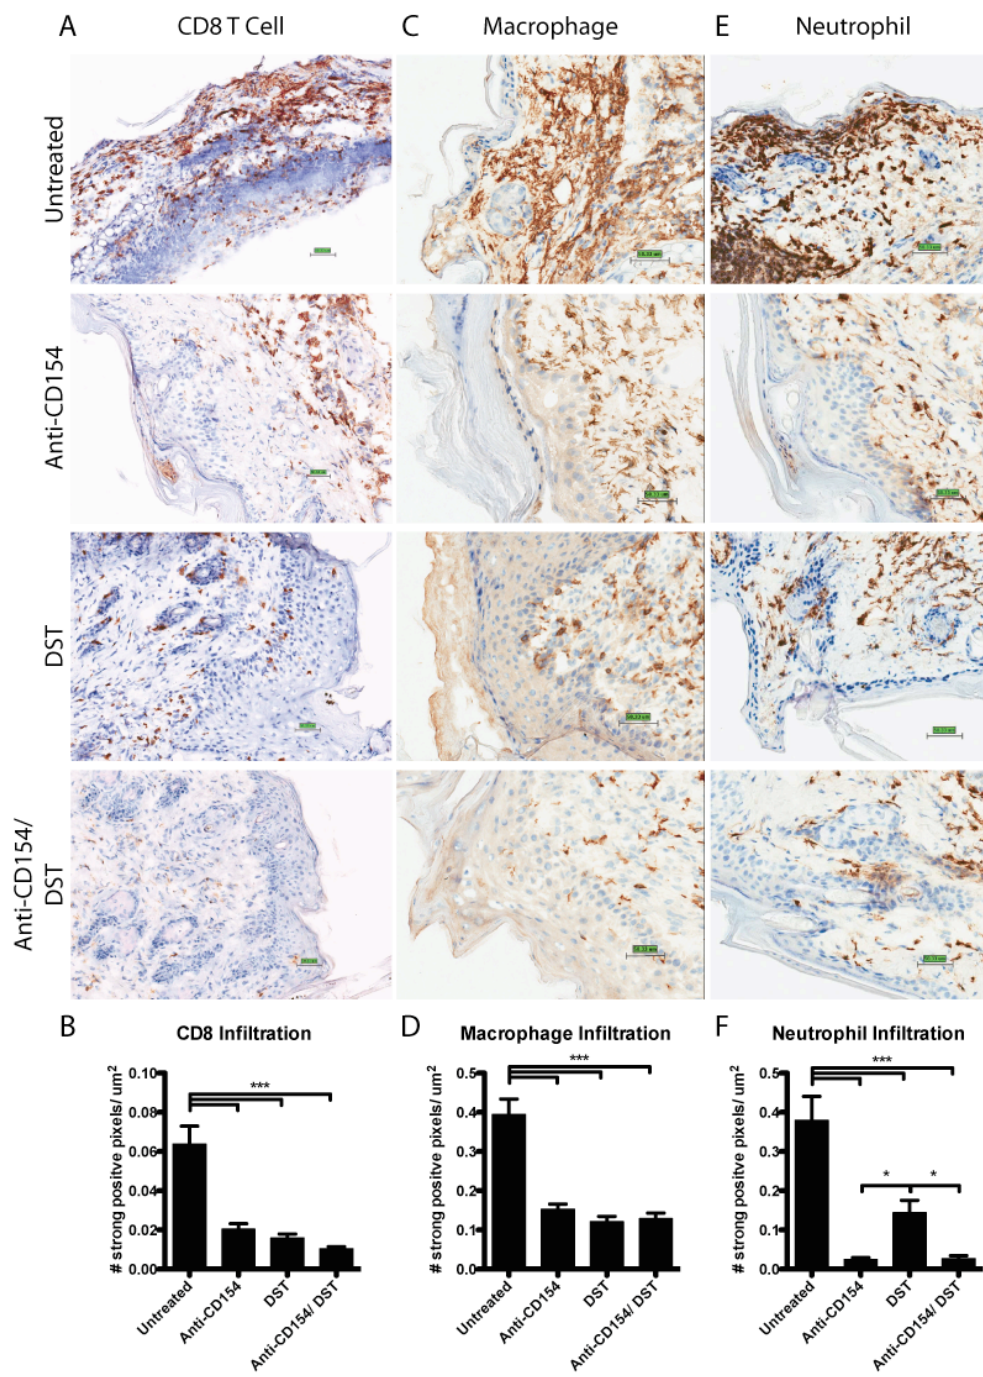 A CD8 T Cell C Macrophage E Neutrophil
Untreated
Anti-CD154
DST
Anti-CD154/
DST
B D F
CD8 Infiltration
# strong positve pixels/ um²
0.10
0.08
0.06
0.04
0.02
0.00
***
Untreated
Anti-CD154
DST
Anti-CD154/ DST
Macrophage Infiltration
# strong positve pixels/ um²
0.5
0.4
0.3
0.2
0.1
0.0
***
Untreated
Anti-CD154
DST
Anti-CD154/ DST
Neutrophil Infiltration
# strong positve pixels/ um²
0.5
0.4
0.3
0.2
0.1
0.0
***
* *
Untreated
Anti-CD154
DST
Anti-CD154/ DST